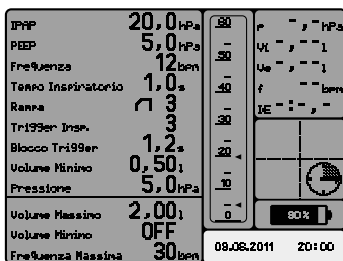 IPAP 20,0hPa
PEEP 5,0hPa
Frequenza 12bpm
Tempo Inspiratorio 1,0s
Rampa 3
Trigger Insp. 3
Blocco Trigger 1,2s
Volume Minimo 0,50l
Pressione 5,0hPa
Volume Massimo 2,00l
Volume Minimo OFF
Frequenza Massima 30bpm
60
50
40
30
20
10
0
P -,-hPa
Vi -,--l
Ve -,--l
f --bpm
I:E -:-,-
80%
09.08.2011 20:00